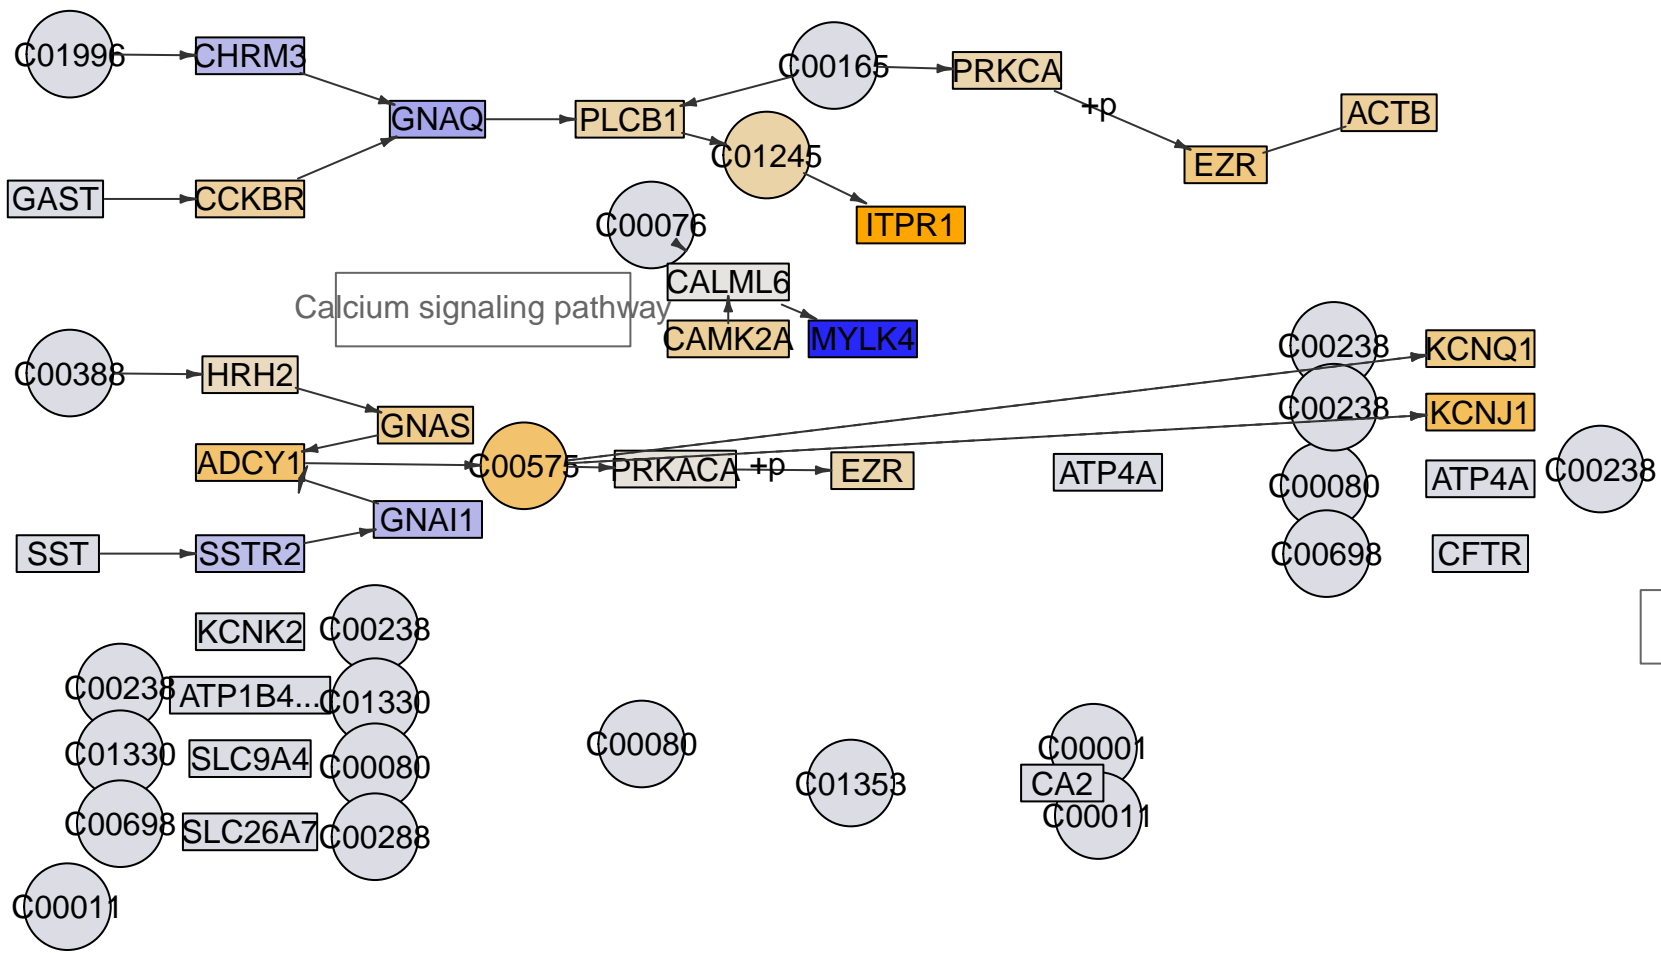 C01996
CHRM3
C00165
PRKCA
+p
ACTB
GNAQ
PLCB1
C01245
EZR
GAST
CCKBR
C00076
ITPR1
CALML6
Calcium signaling pathway
CAMK2A
MYLK4
C00238
KCNQ1
C00388
HRH2
C00238
KCNJ1
GNAS
ADCY1
C00575
PRKACA
+p
EZR
ATP4A
C00080
ATP4A
C00238
GNAI1
SST
SSTR2
C00698
CFTR
KCNK2
C00238
C00238
ATP1B4...
C01330
C01330
SLC9A4
C00080
C00080
C01353
C00001
CA2
C00011
C00698
SLC26A7
C00288
C00011